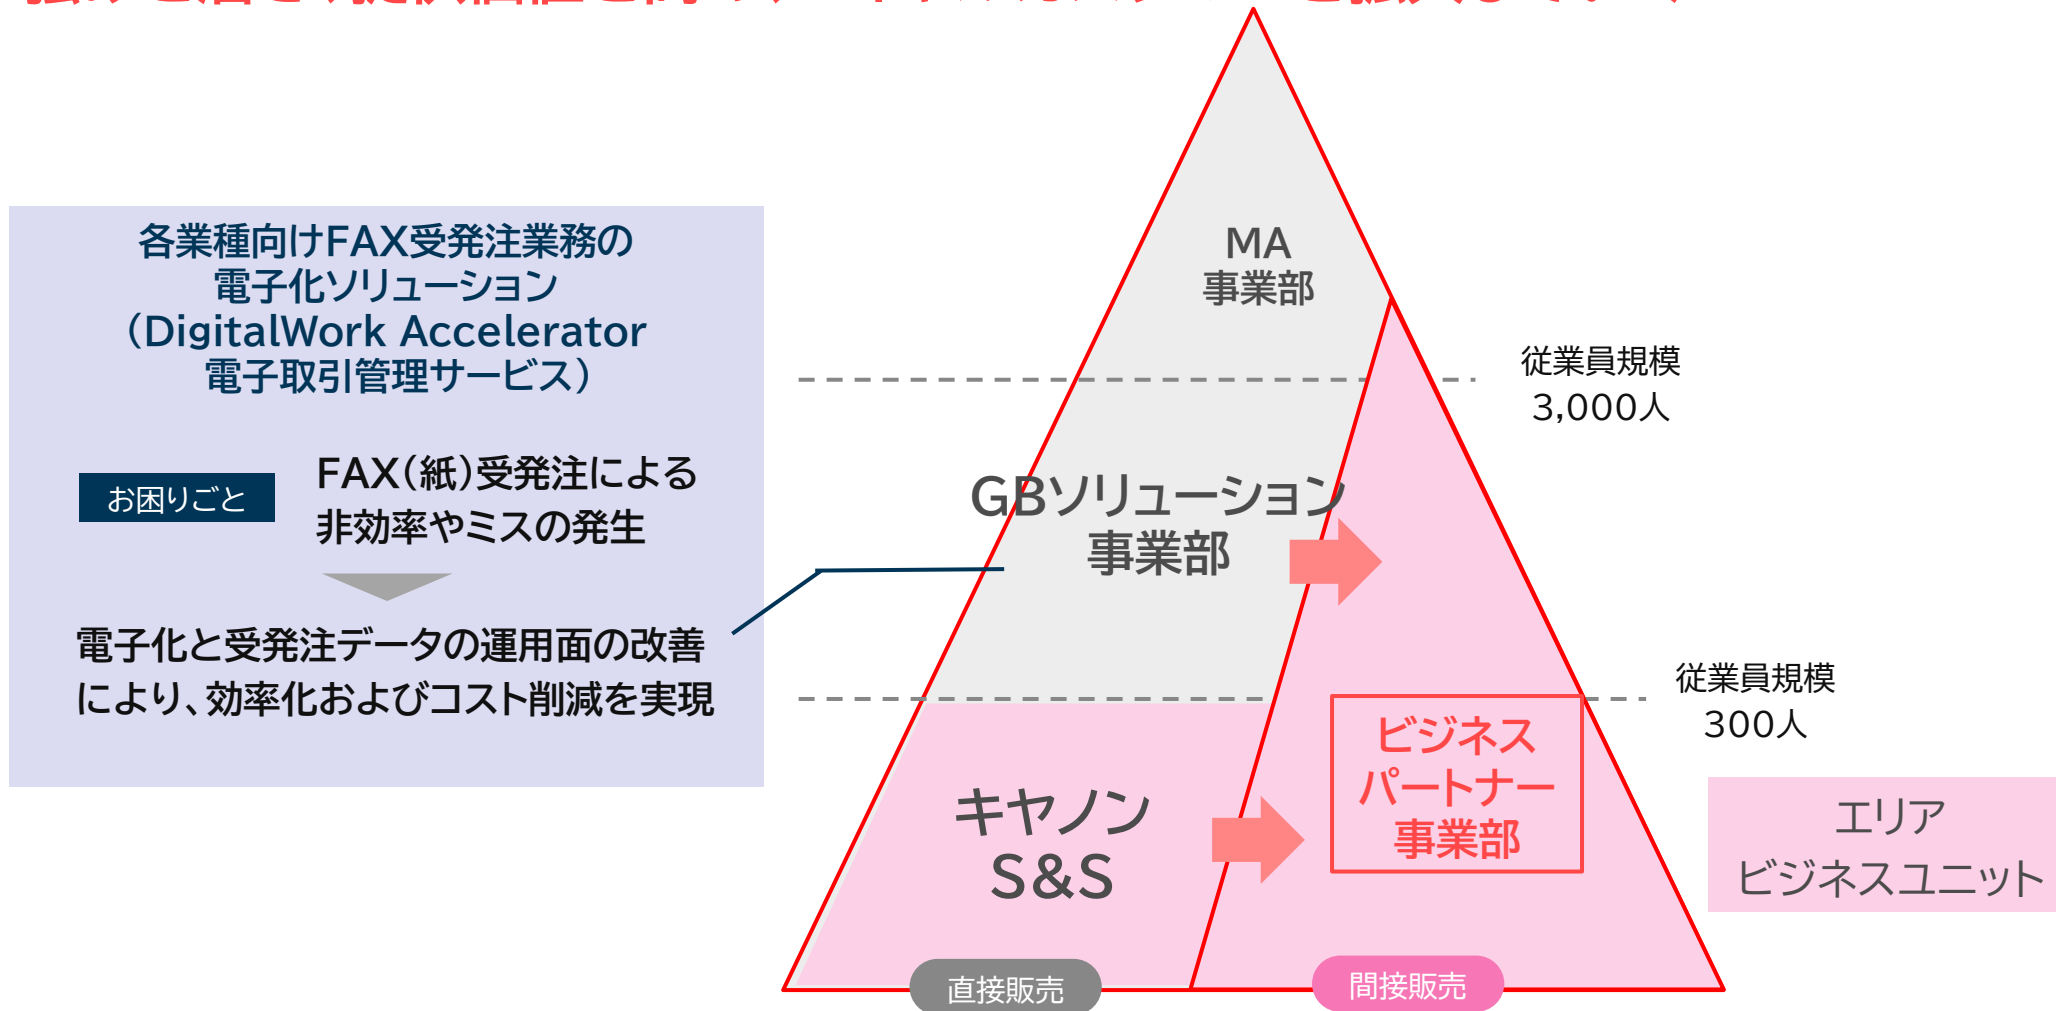 各業種向けFAX受発注業務の
電子化ソリューション
（DigitalWork Accelerator
電子取引管理サービス）
お困りごと
FAX（紙）受発注による
非効率やミスの発生
電子化と受発注データの運用面の改善
により、効率化およびコスト削減を実現
MA
事業部
従業員規模
3,000人
GBソリューション
事業部
従業員規模
300人
ビジネス
パートナー
事業部
キヤノン
S&S
エリア
ビジネスユニット
直接販売
間接販売